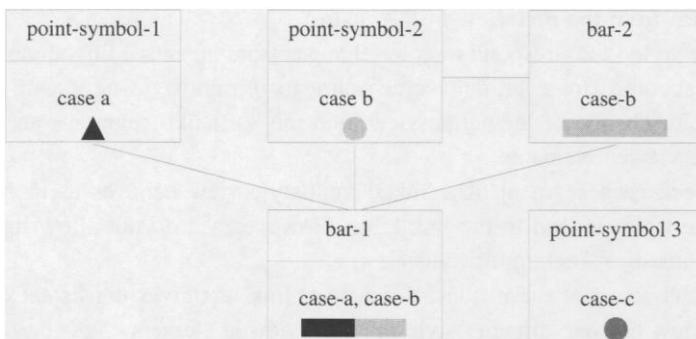 point-symbol-1
point-symbol-2
bar-2
case a
case b
case-b
bar-1
point-symbol 3
case-a, case-b
case-c